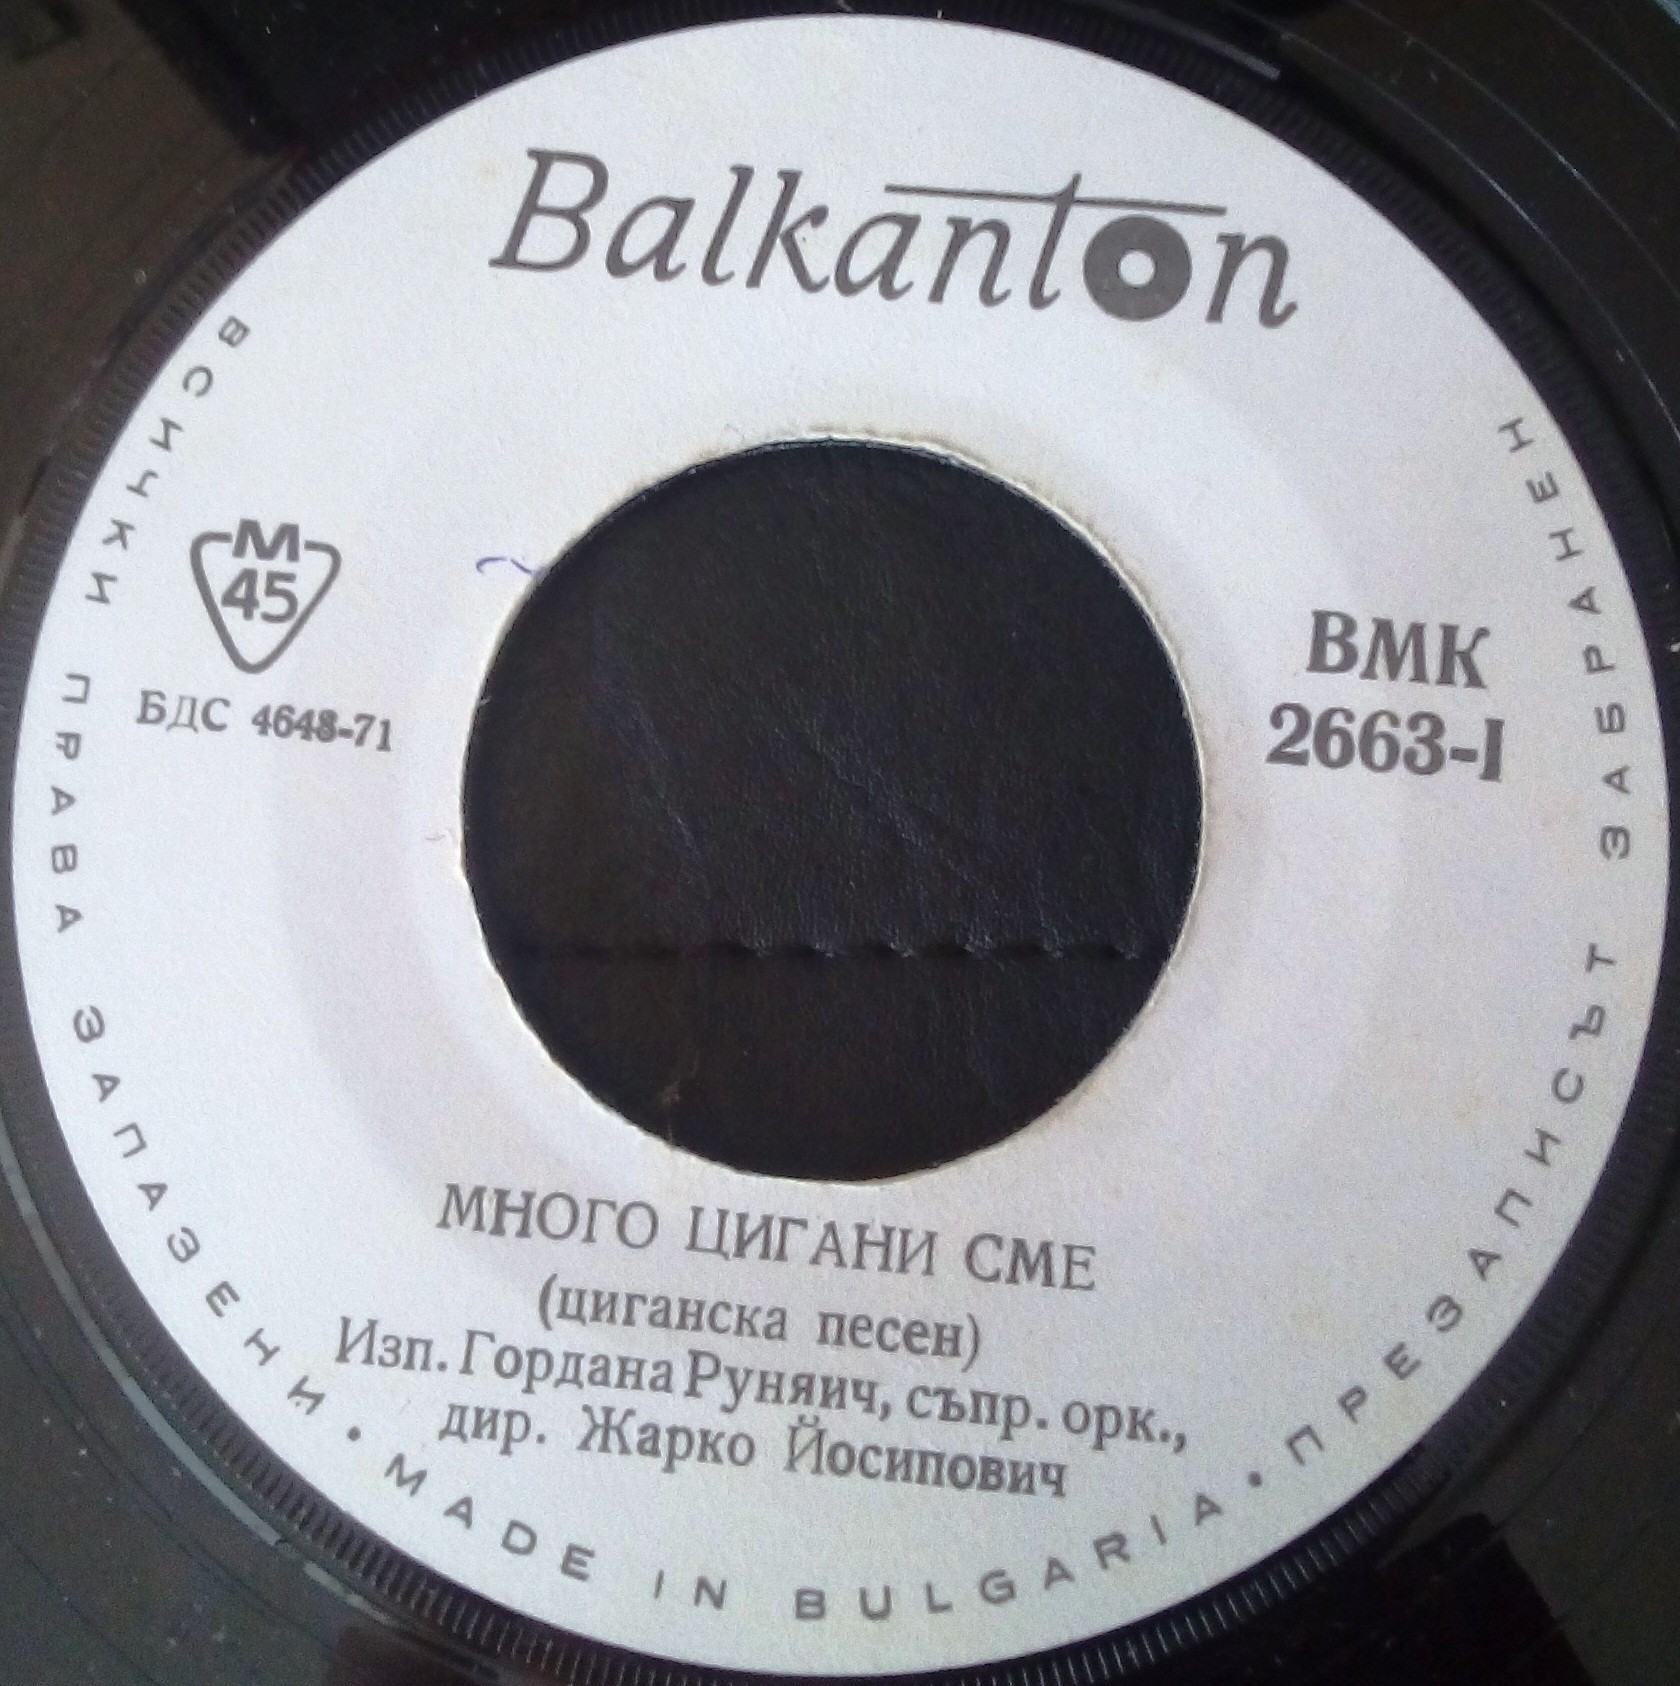 Balkanton
М
45
БДС 4648-71
ВМК
2663-I
МНОГО ЦИГАНИ СМЕ
(циганска песен)
Изп. Гордана Руняич, съпр. орк.,
дир. Жарко Йосипович
ВСИЧКИ ПРАВА ЗАПАЗЕНИ • MADE IN BULGARIA • ПРЕЗАПИСЪТ ЗАБРАНЕН